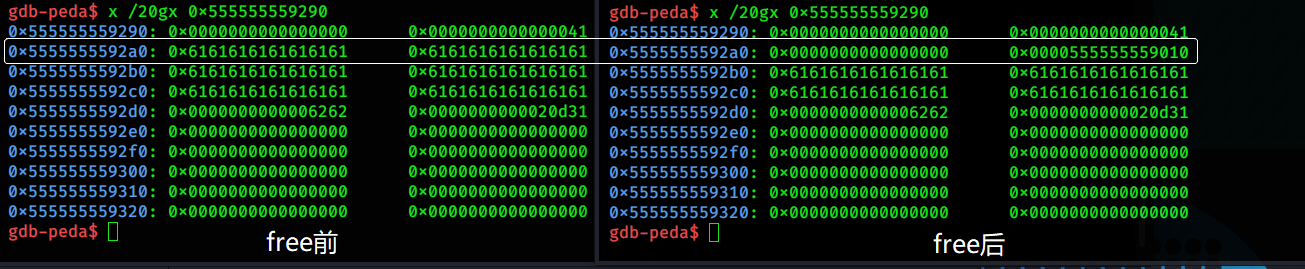 gdb-peda$ x /20gx 0×555555559290
0×555555559290: 0×0000000000000000 0×0000000000000041
0×5555555592a0: 0×6161616161616161 0×6161616161616161
0×5555555592b0: 0×6161616161616161 0×6161616161616161
0×5555555592c0: 0×6161616161616161 0×6161616161616161
0×5555555592d0: 0×0000000000006262 0×0000000000020d31
0×5555555592e0: 0×0000000000000000 0×0000000000000000
0×5555555592f0: 0×0000000000000000 0×0000000000000000
0×555555559300: 0×0000000000000000 0×0000000000000000
0×555555559310: 0×0000000000000000 0×0000000000000000
0×555555559320: 0×0000000000000000 0×0000000000000000
gdb-peda$
free前
gdb-peda$ x /20gx 0×555555559290
0×555555559290: 0×0000000000000000 0×0000000000000041
0×5555555592a0: 0×0000000000000000 0×0000555555559010
0×5555555592b0: 0×6161616161616161 0×6161616161616161
0×5555555592c0: 0×6161616161616161 0×6161616161616161
0×5555555592d0: 0×0000000000006262 0×0000000000020d31
0×5555555592e0: 0×0000000000000000 0×0000000000000000
0×5555555592f0: 0×0000000000000000 0×0000000000000000
0×555555559300: 0×0000000000000000 0×0000000000000000
0×555555559310: 0×0000000000000000 0×0000000000000000
0×555555559320: 0×0000000000000000 0×0000000000000000
gdb-peda$
free后